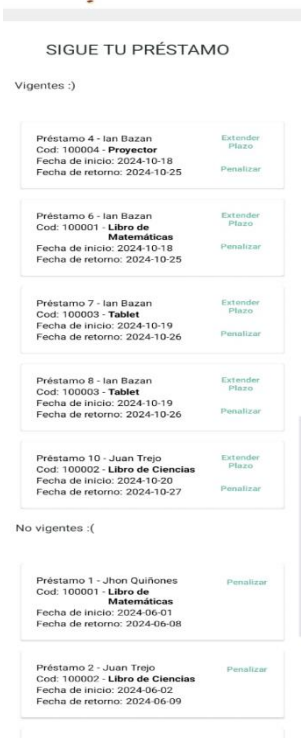 SIGUE TU PRÉSTAMO
Vigentes :)
Préstamo 4 - Ian Bazan
Cod: 100004 - Proyector
Fecha de inicio: 2024-10-18
Fecha de retorno: 2024-10-25
Extender
Plazo
Penalizar
Préstamo 6 - Ian Bazan
Cod: 100001 - Libro de
Matemáticas
Fecha de inicio: 2024-10-18
Fecha de retorno: 2024-10-25
Extender
Plazo
Penalizar
Préstamo 7 - Ian Bazan
Cod: 100003 - Tablet
Fecha de inicio: 2024-10-19
Fecha de retorno: 2024-10-26
Extender
Plazo
Penalizar
Préstamo 8 - Ian Bazan
Cod: 100003 - Tablet
Fecha de inicio: 2024-10-19
Fecha de retorno: 2024-10-26
Extender
Plazo
Penalizar
Préstamo 10 - Juan Trejo
Cod: 100002 - Libro de Ciencias
Fecha de inicio: 2024-10-20
Fecha de retorno: 2024-10-27
Extender
Plazo
Penalizar
No vigentes :(
Préstamo 1 - Jhon Quiñones
Cod: 100001 - Libro de
Matemáticas
Fecha de inicio: 2024-06-01
Fecha de retorno: 2024-06-08
Penalizar
Préstamo 2 - Juan Trejo
Cod: 100002 - Libro de Ciencias
Fecha de inicio: 2024-06-02
Fecha de retorno: 2024-06-09
Penalizar